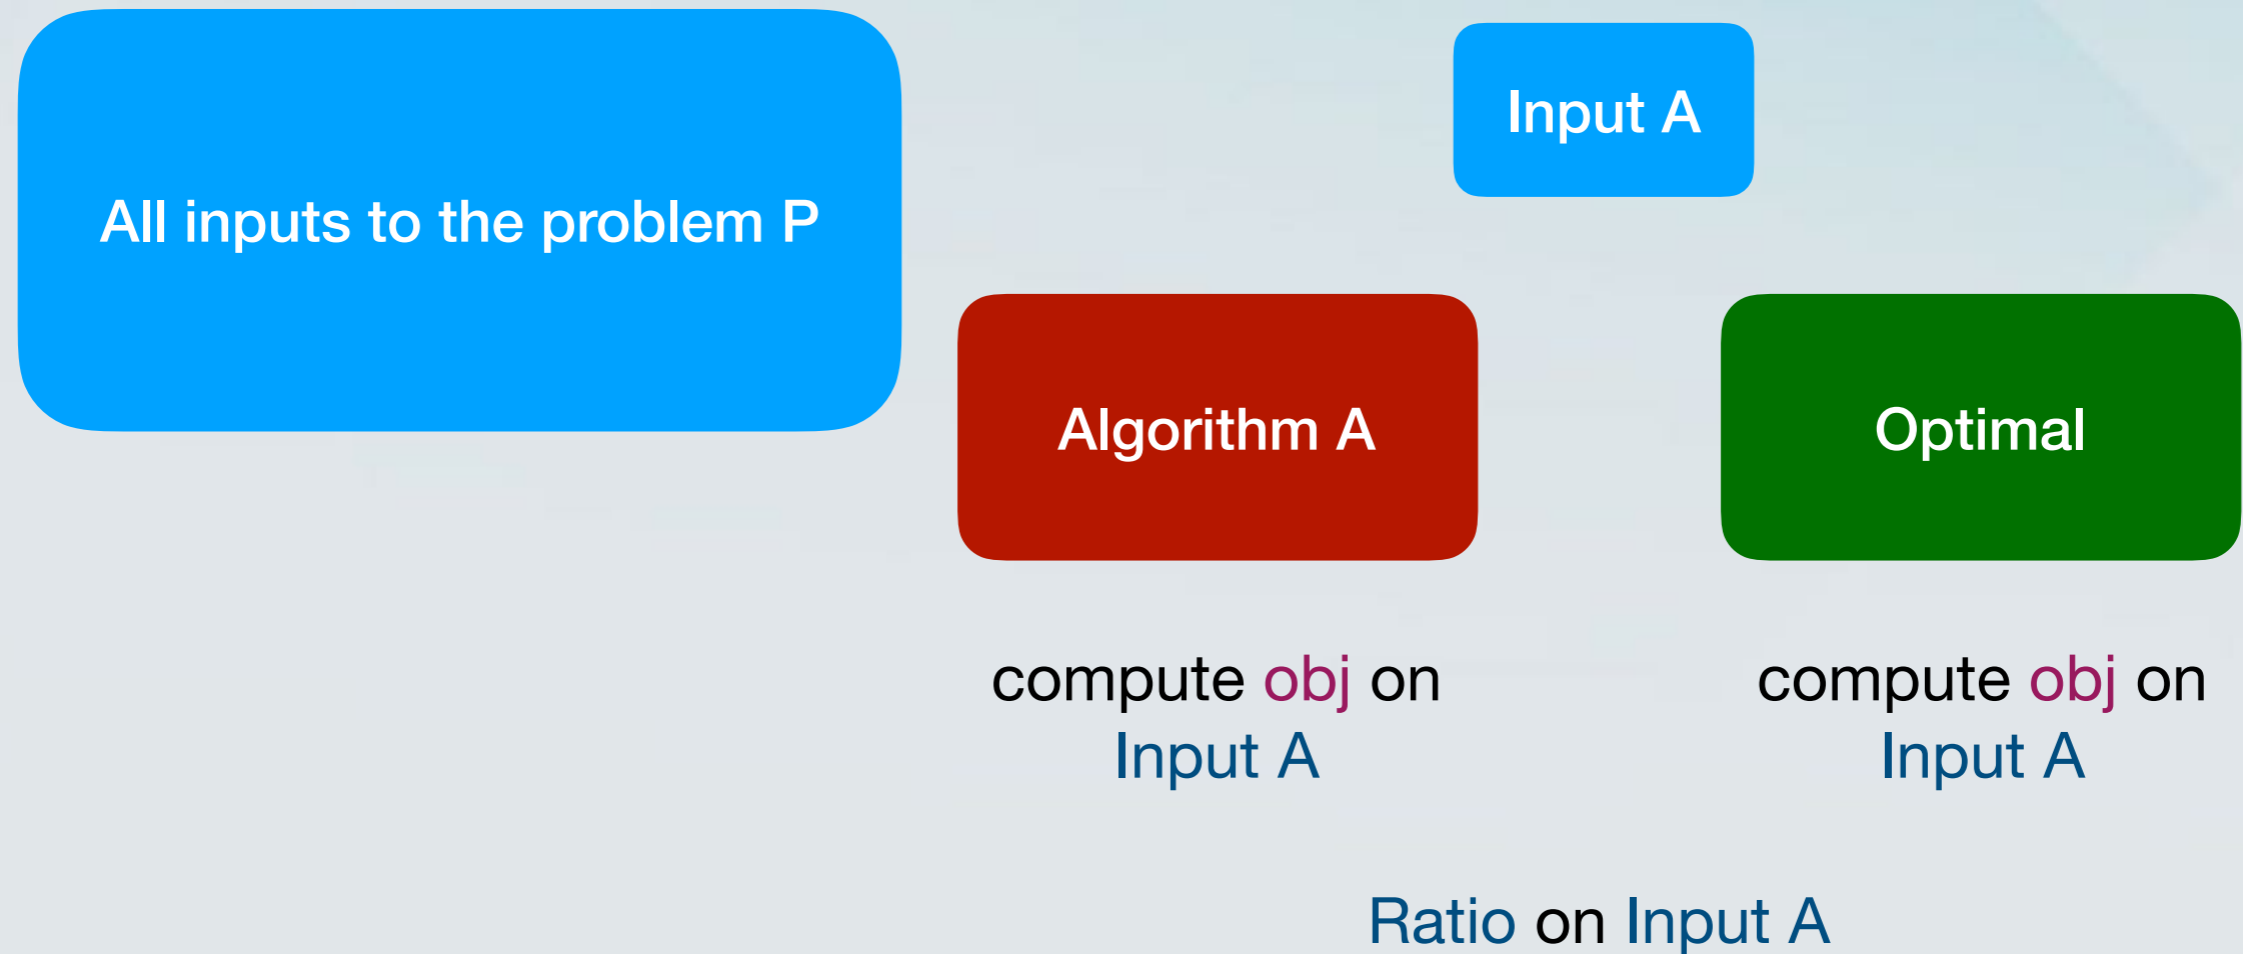 All inputs to the problem P
Input A
Algorithm A
Optimal
compute obj on
Input A
compute obj on
Input A
Ratio on Input A